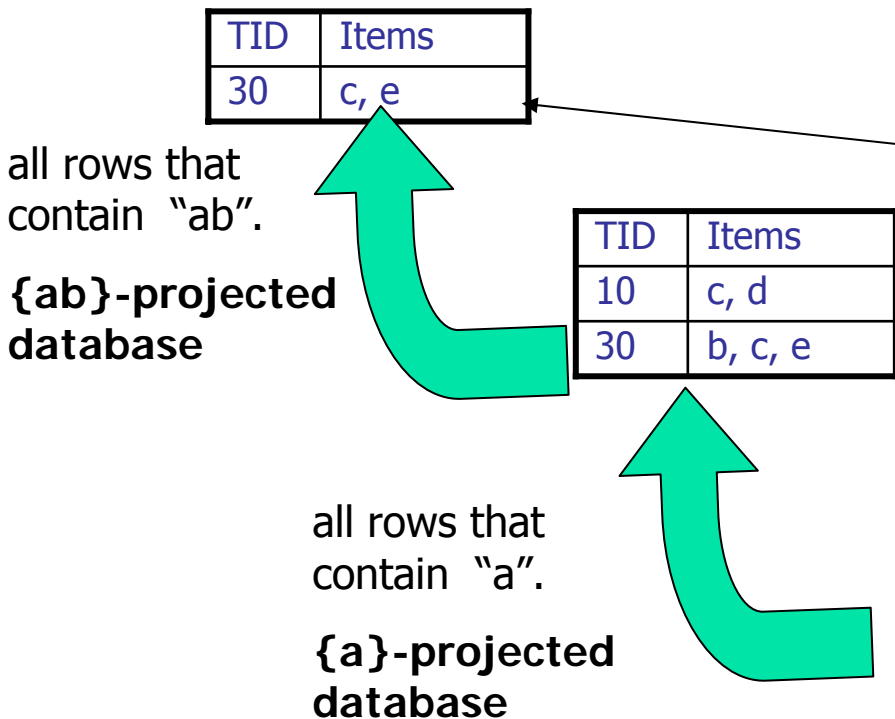 TID Items
30 c, e
all rows that
contain “ab”.
{ab}-projected
database
TID Items
10 c, d
30 b, c, e
all rows that
contain “a”.
{a}-projected
database